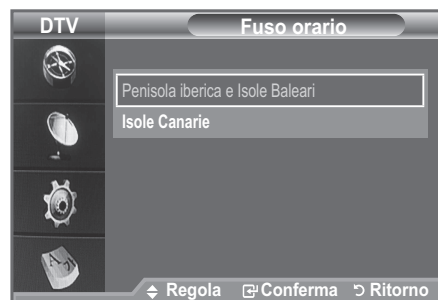 DTV Fuso orario
Penisola iberica e Isole Baleari
Isole Canarie
Regola Conferma Ritorno